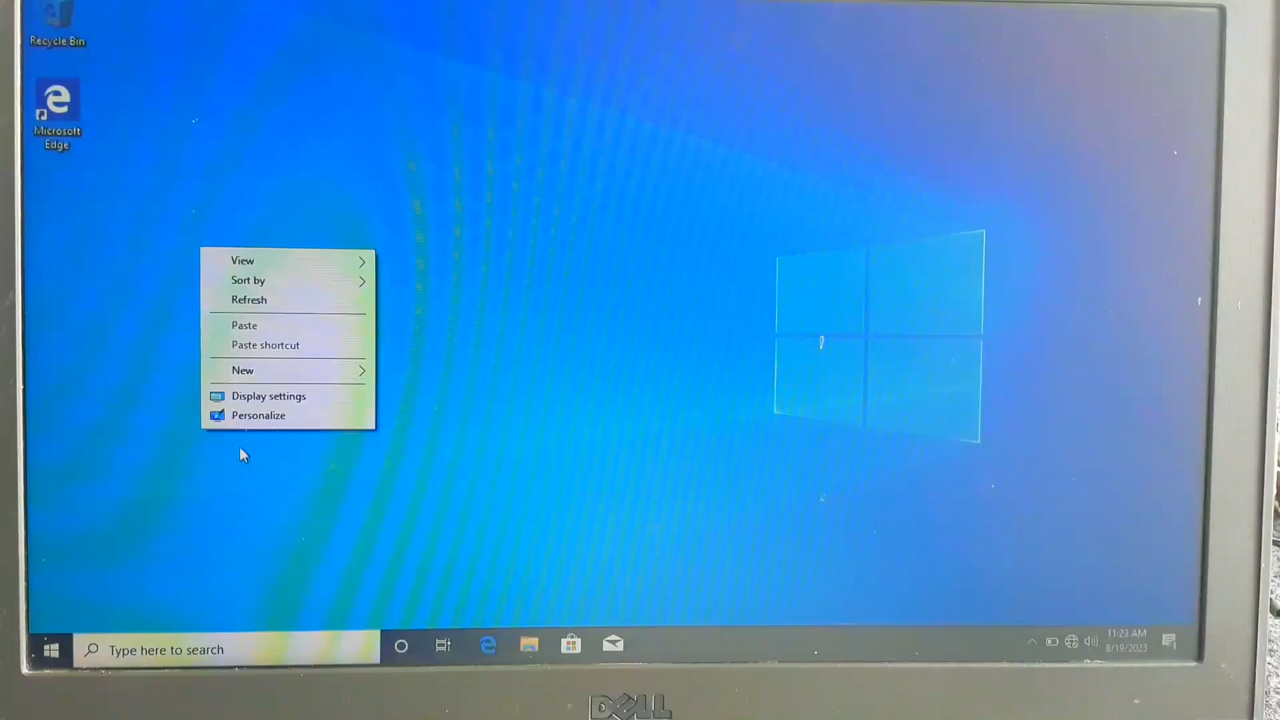 Recycle Bin
Microsoft
Edge
View
Sort by
Refresh
Paste
Paste shortcut
New
Display settings
Personalize
Type here to search
11:23 AM
8/19/2023
DELL